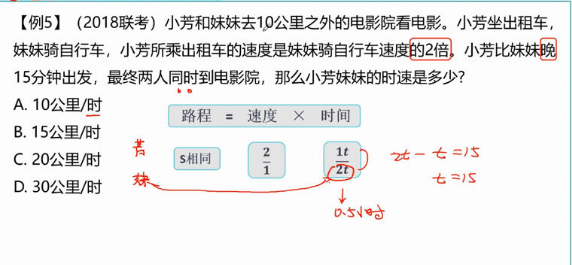 【例5】（2018联考）小芳和妹妹去10公里之外的电影院看电影。小芳坐出租车，
妹妹骑自行车，小芳所乘出租车的速度是妹妹骑自行车速度的2倍。小芳比妹妹晚
15分钟出发，最终两人同时到电影院，那么小芳妹妹的时速是多少？
A. 10公里/时
路程 = 速度 × 时间
B. 15公里/时
C. 20公里/时
芳 S相同 2/1 1t/2t 2t - t = 15
D. 30公里/时
妹 t = 15
0.5小时